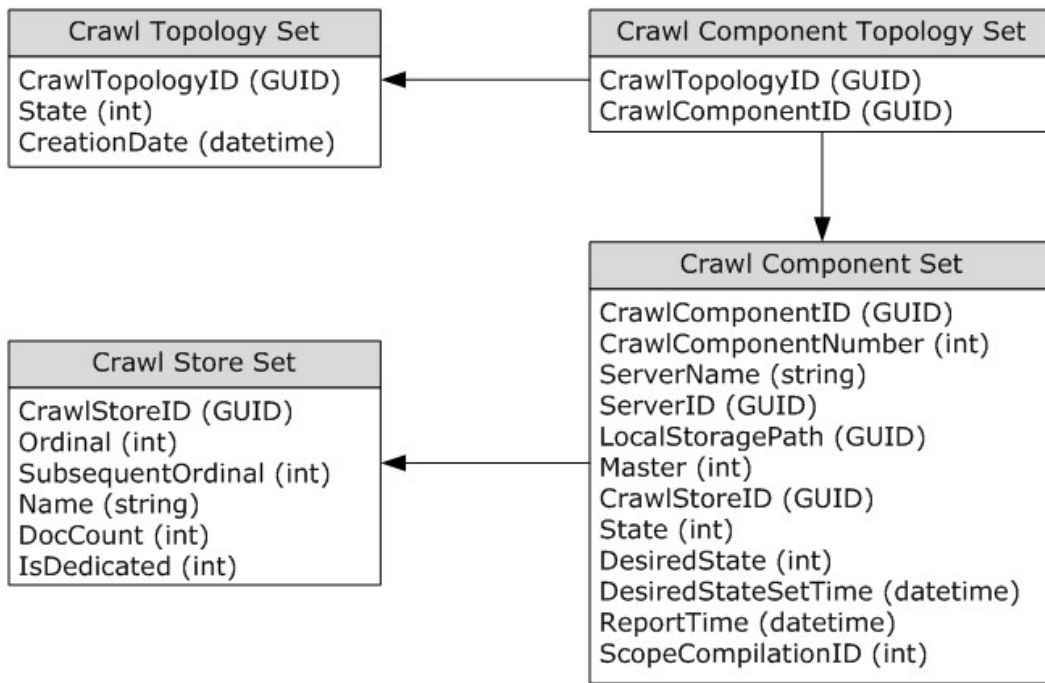 Crawl Topology Set
CrawlTopologyID (GUID)
State (int)
CreationDate (datetime)
Crawl Component Topology Set
CrawlTopologyID (GUID)
CrawlComponentID (GUID)
Crawl Component Set
CrawlComponentID (GUID)
CrawlComponentNumber (int)
ServerName (string)
ServerID (GUID)
LocalStoragePath (GUID)
Master (int)
CrawlStoreID (GUID)
State (int)
DesiredState (int)
DesiredStateSetTime (datetime)
ReportTime (datetime)
ScopeCompilationID (int)
Crawl Store Set
CrawlStoreID (GUID)
Ordinal (int)
SubsequentOrdinal (int)
Name (string)
DocCount (int)
IsDedicated (int)